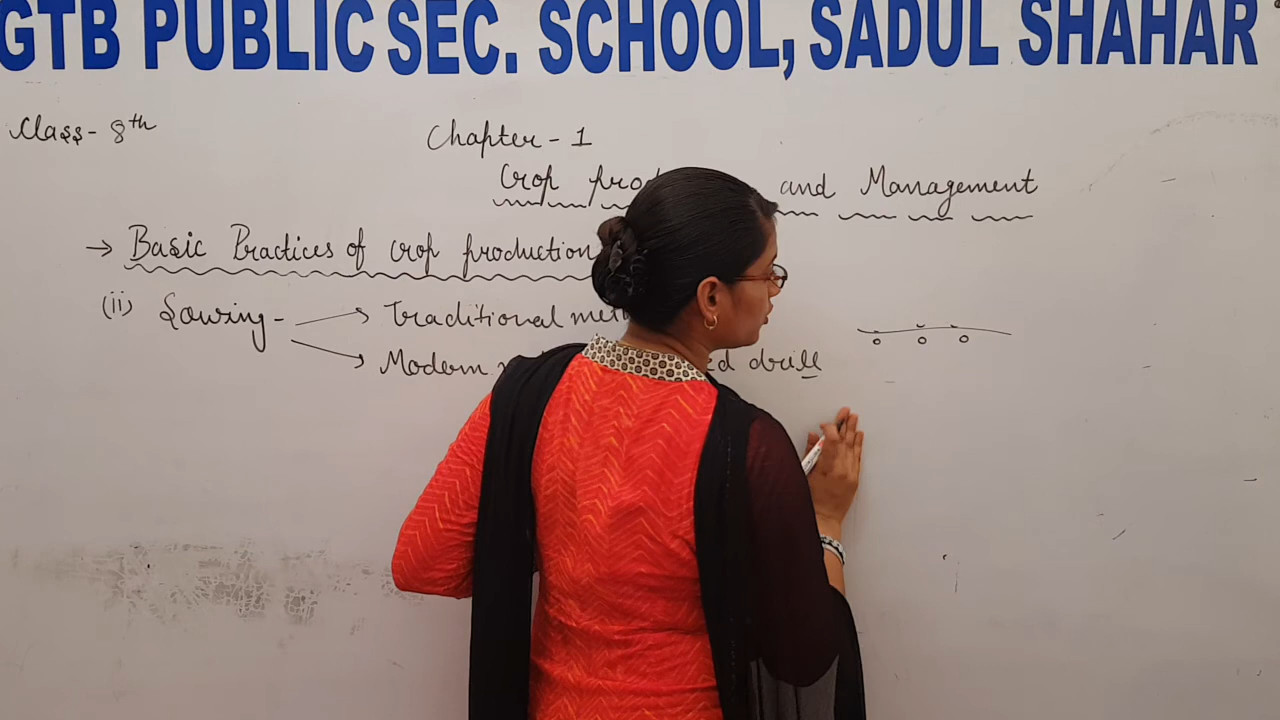 GTB PUBLIC SEC. SCHOOL, SADUL SHAHAR
Class- 8th
Chapter - 1
Crop and Management
→ Basic Practices of crop production
(ii) Sowing - → Traditional
→ Modern drill